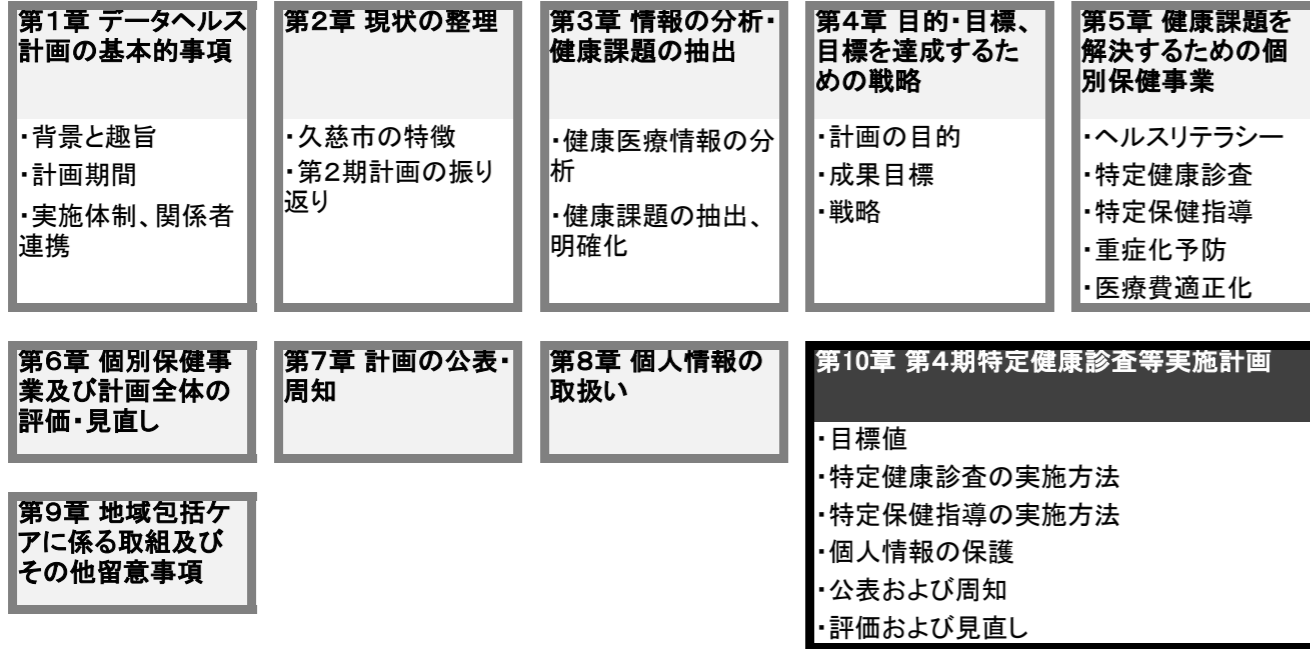 第1章 データヘルス
計画の基本的事項
・背景と趣旨
・計画期間
・実施体制、関係者
連携
第2章 現状の整理
・久慈市の特徴
・第2期計画の振り
返り
第3章 情報の分析・
健康課題の抽出
・健康医療情報の分
析
・健康課題の抽出、
明確化
第4章 目的・目標、
目標を達成するた
めの戦略
・計画の目的
・成果目標
・戦略
第5章 健康課題を
解決するための個
別保健事業
・ヘルスリテラシー
・特定健康診査
・特定保健指導
・重症化予防
・医療費適正化
第6章 個別保健事
業及び計画全体の
評価・見直し
第7章 計画の公表・
周知
第8章 個人情報の
取扱い
第9章 地域包括ケ
アに係る取組及び
その他留意事項
第10章 第4期特定健康診査等実施計画
・目標値
・特定健康診査の実施方法
・特定保健指導の実施方法
・個人情報の保護
・公表および周知
・評価および見直し